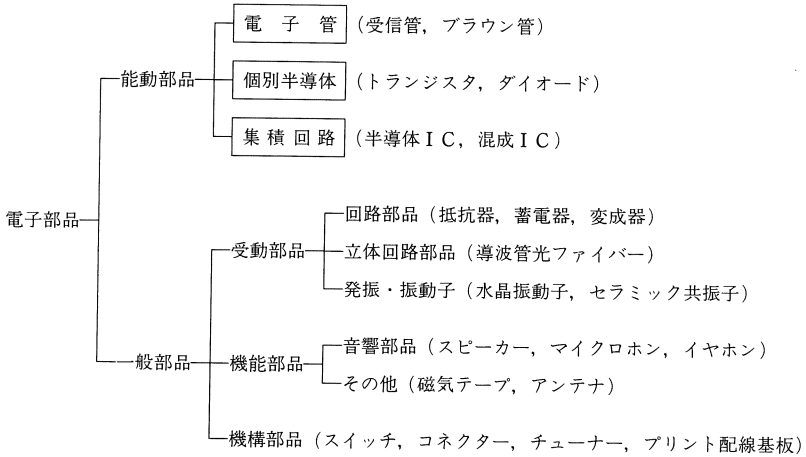 電子管（受信管，ブラウン管）
能動部品
個別半導体（トランジスタ，ダイオード）
集積回路（半導体ＩＣ，混成ＩＣ）
電子部品
回路部品（抵抗器，蓄電器，変成器）
受動部品
立体回路部品（導波管光ファイバー）
発振・振動子（水晶振動子，セラミック共振子）
音響部品（スピーカー，マイクロホン，イヤホン）
一般部品
機能部品
その他（磁気テープ，アンテナ）
機構部品（スイッチ，コネクター，チューナー，プリント配線基板）